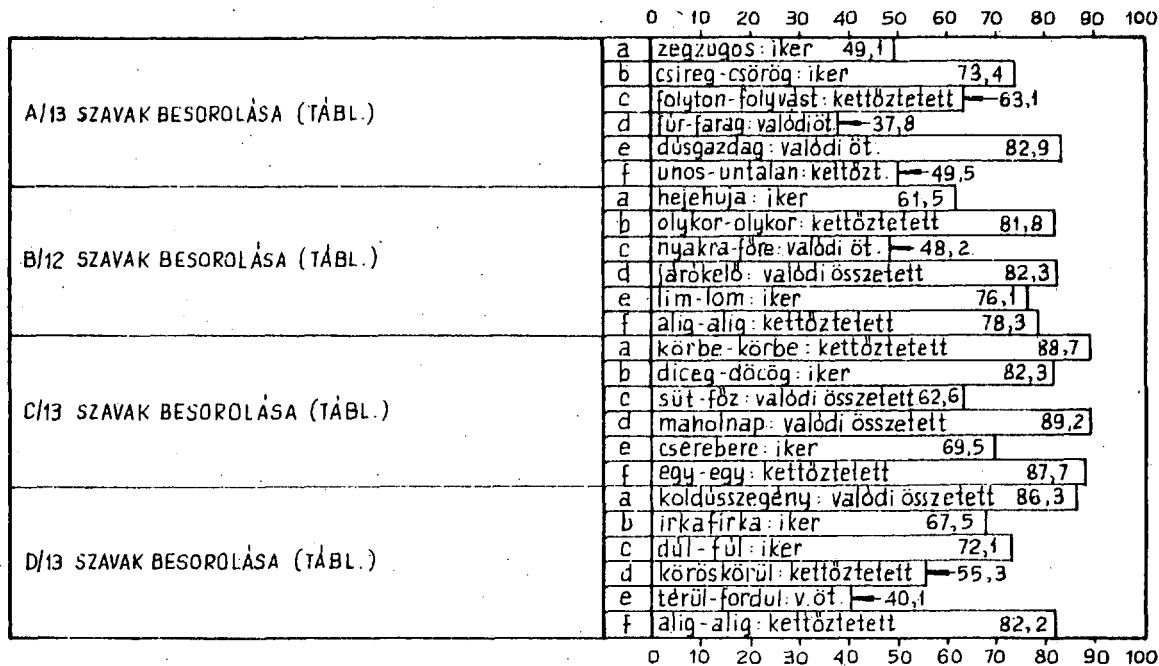 0 10 20 30 40 50 60 70 80 90 100
A/13 SZAVAK BESOROLÁSA (TÁBL.)
a zegzugos: iker 49,1
b csireg-csörög: iker 73,4
c folyton-folyvást: kettőztetett 63,1
d fúr-farag: valódi öt. 37,8
e dúsgazdag: valódi öt. 82,9
f unos-untalan: kettőzt. 49,5
B/12 SZAVAK BESOROLÁSA (TÁBL.)
a hejehuja: iker 61,5
b olykor-olykor: kettőztetett 81,8
c nyakra-főre: valódi öt. 48,2
d járókelő: valódi összetett 82,3
e lim-lom: iker 76,1
f alig-alig: kettőztetett 78,3
C/13 SZAVAK BESOROLÁSA (TÁBL.)
a körbe-körbe: kettőztetett 88,7
b diceg-döcög: iker 82,3
c süt-főz: valódi összetett 62,6
d maholnap: valódi összetett 89,2
e cserebere: iker 69,5
f egy-egy: kettőztetett 87,7
D/13 SZAVAK BESOROLÁSA (TÁBL.)
a koldusszegény: valódi összetett 86,3
b irkafirka: iker 67,5
c dúl-fúl: iker 72,1
d köröskörül: kettőztetett 55,3
e térül-fordul: v.öt. 40,1
f alig-alig: kettőztetett 82,2
0 10 20 30 40 50 60 70 80 90 100